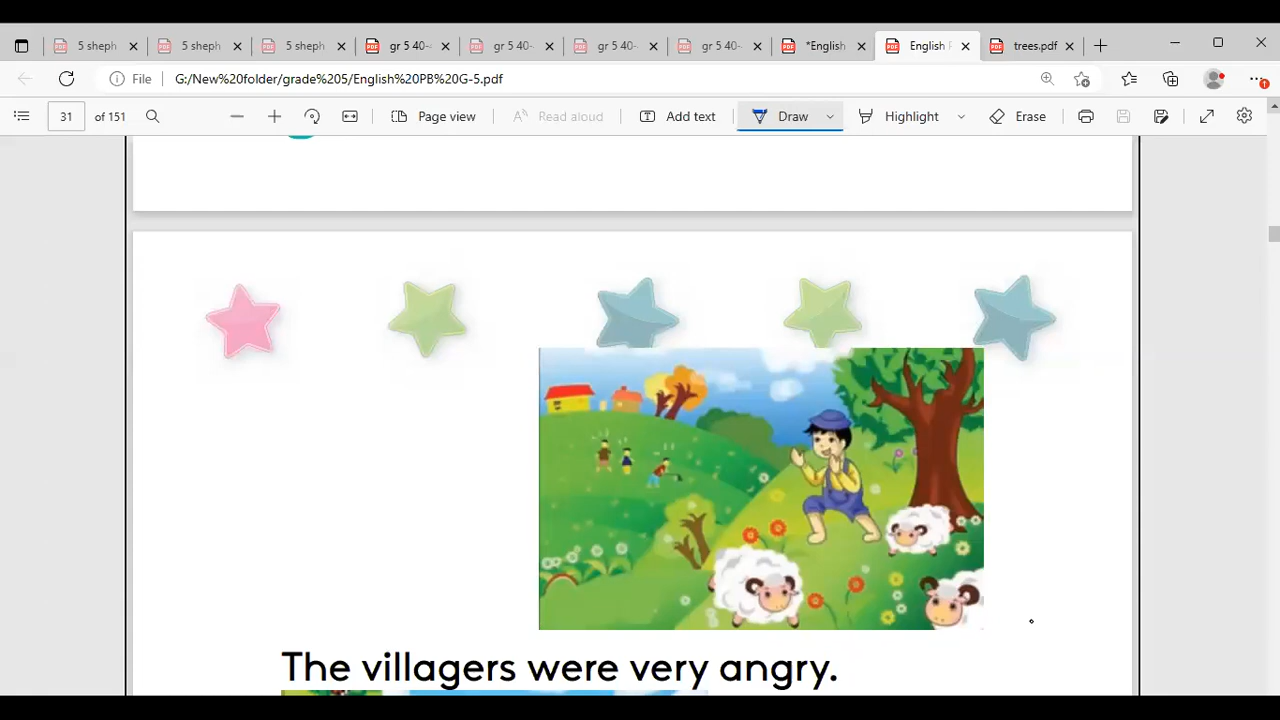 5 sheph
5 sheph
5 sheph
gr 5 40-
gr 5 40-
gr 5 40-
gr 5 40-
*English
English F
trees.pdf
File
G:/New%20folder/grade%205/English%20PB%20G-5.pdf
31 of 151
Page view
Read aloud
Add text
Draw
Highlight
Erase
The villagers were very angry.